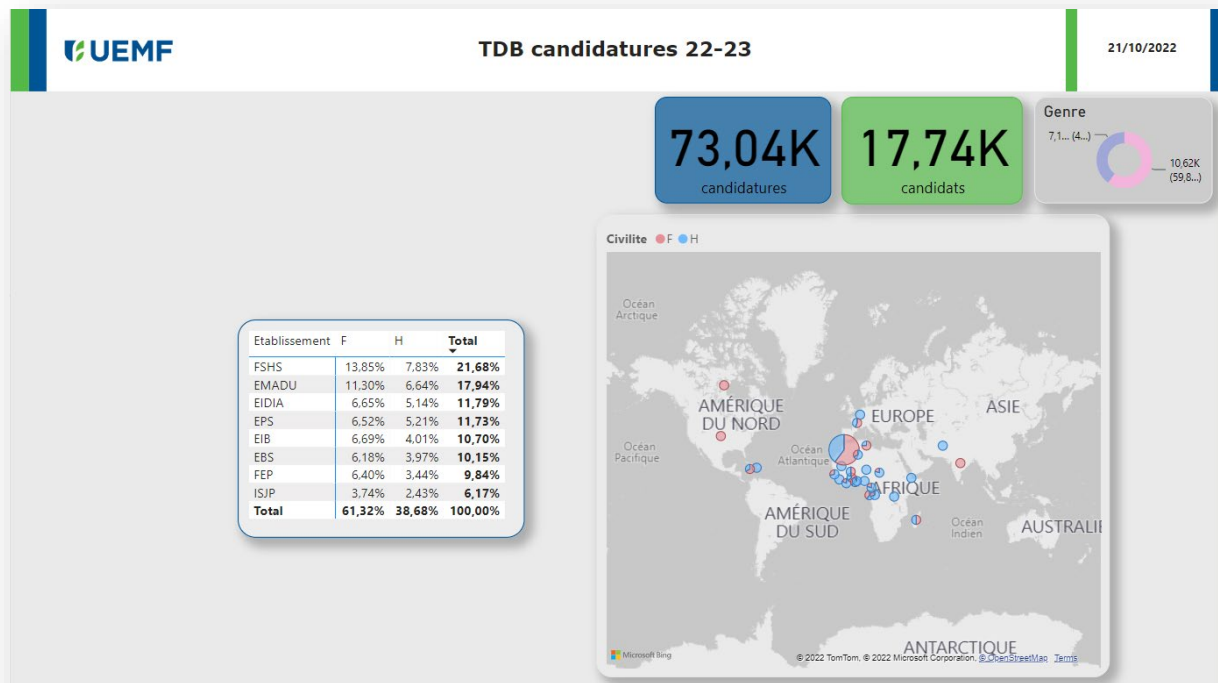 UEMF
TDB candidatures 22-23
21/10/2022
73,04K
candidatures
17,74K
candidats
Genre
7,1... (4...)
10,62K
(59,8...)
Civilite F H
Etablissement F H Total
FSHS 13,85% 7,83% 21,68%
EMADU 11,30% 6,64% 17,94%
EIDIA 6,65% 5,14% 11,79%
EPS 6,52% 5,21% 11,73%
EIB 6,69% 4,01% 10,70%
EBS 6,18% 3,97% 10,15%
FEP 6,40% 3,44% 9,84%
ISJP 3,74% 2,43% 6,17%
Total 61,32% 38,68% 100,00%
Océan
Arctique
AMÉRIQUE
DU NORD
EUROPE
ASIE
Océan
Pacifique
Océan
Atlantique
AFRIQUE
AMÉRIQUE
DU SUD
Océan
Indien
AUSTRALIE
ANTARCTIQUE
Microsoft Bing
© 2022 TomTom, © 2022 Microsoft Corporation, © OpenStreetMap Terms